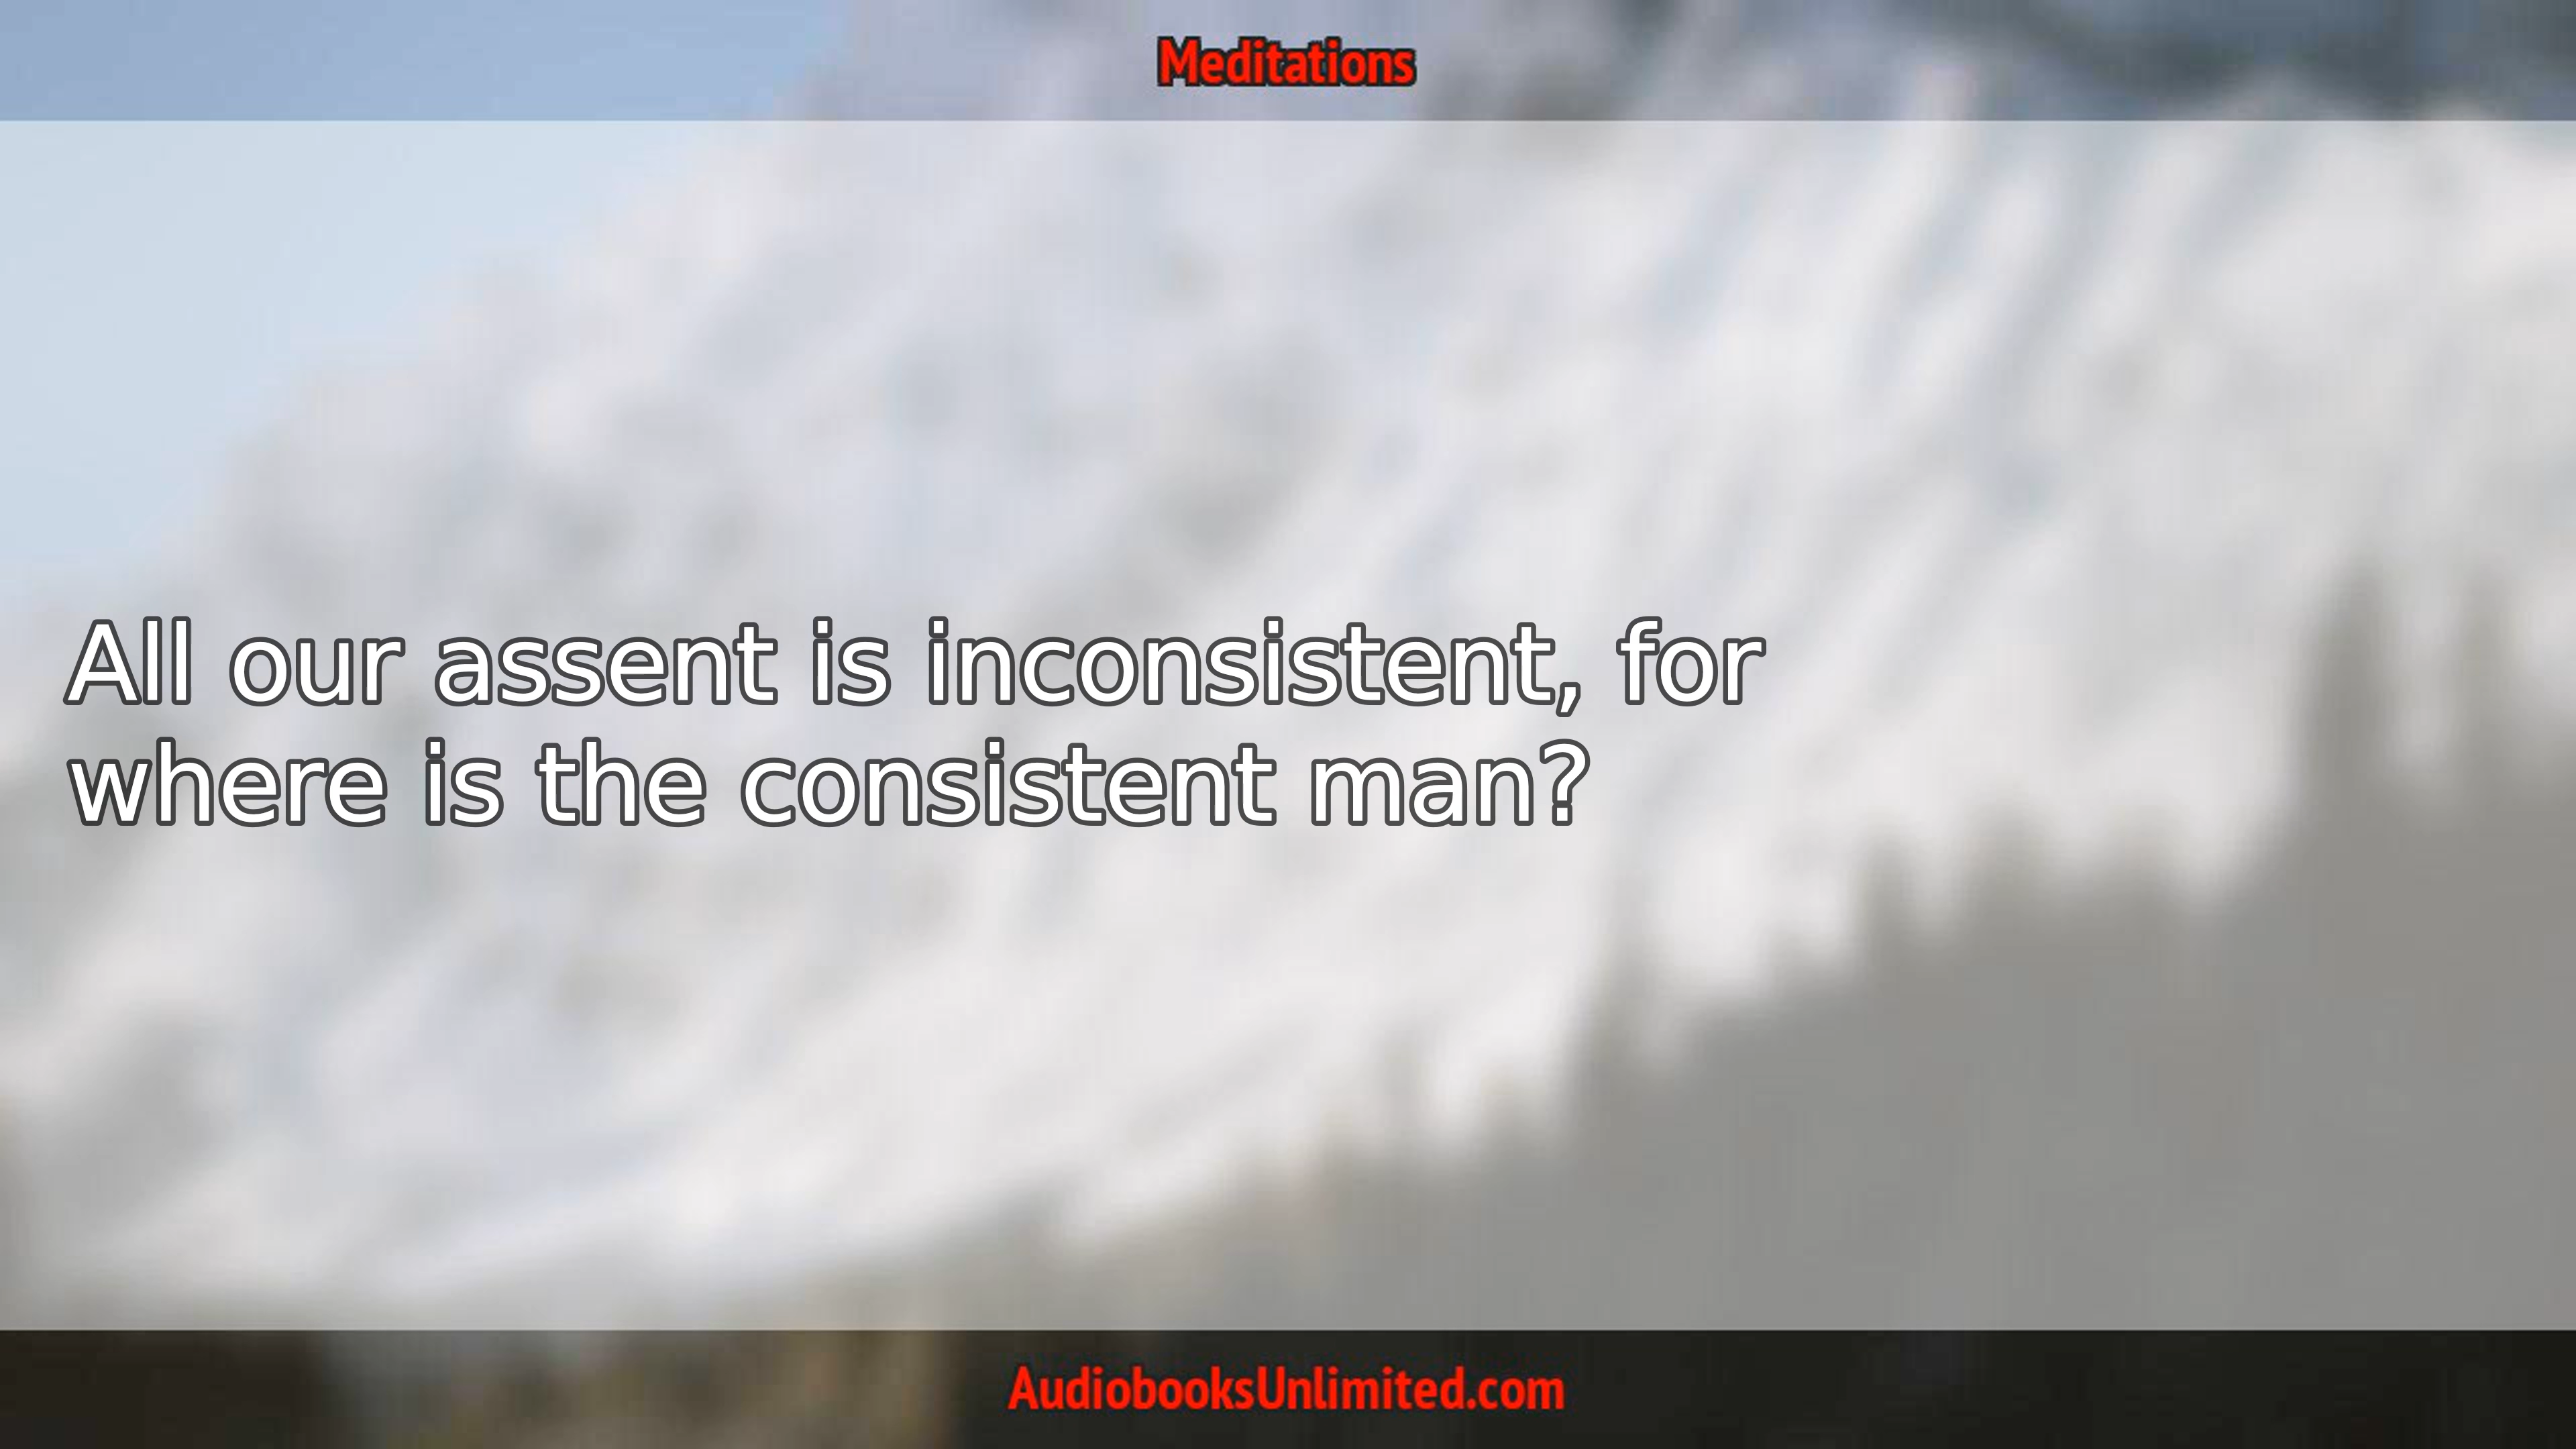 Meditations
All our assent is inconsistent, for
where is the consistent man?
AudiobooksUnlimited.com